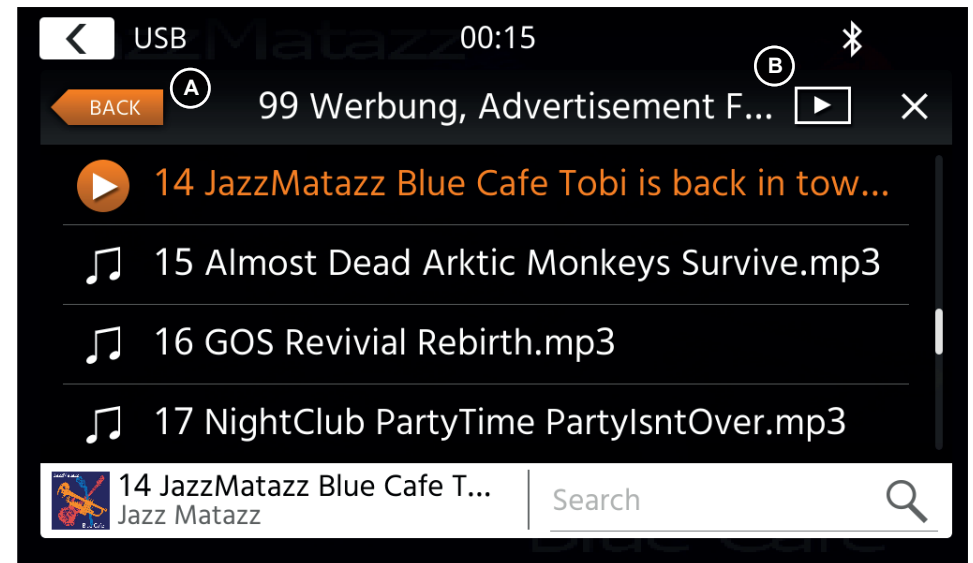 USB 00:15
A B
BACK 99 Werbung, Advertisement F...
14 JazzMatazz Blue Cafe Tobi is back in tow...
15 Almost Dead Arktic Monkeys Survive.mp3
16 GOS Revivial Rebirth.mp3
17 NightClub PartyTime PartyIsntOver.mp3
14 JazzMatazz Blue Cafe T...
Jazz Matazz
Search